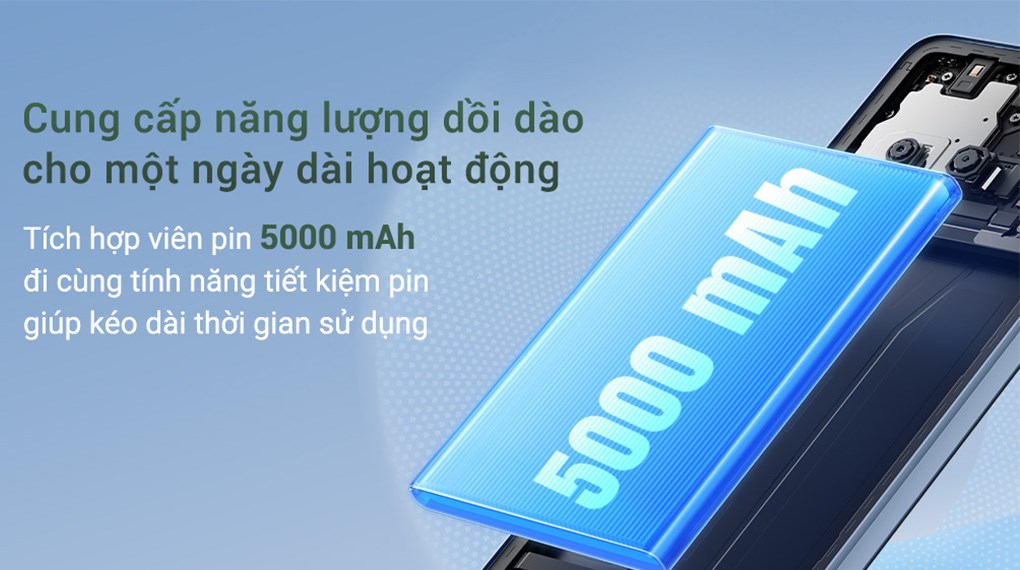 Cung cấp năng lượng dồi dào
cho một ngày dài hoạt động
Tích hợp viên pin 5000 mAh
đi cùng tính năng tiết kiệm pin
giúp kéo dài thời gian sử dụng
5000 mAh